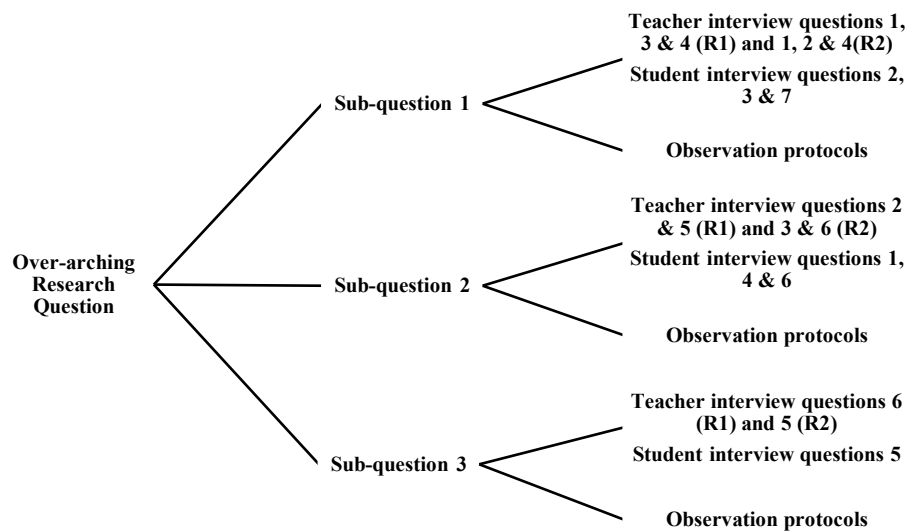 Over-arching
Research
Question
Sub-question 1
Teacher interview questions 1,
3 & 4 (R1) and 1, 2 & 4(R2)
Student interview questions 2,
3 & 7
Observation protocols
Sub-question 2
Teacher interview questions 2
& 5 (R1) and 3 & 6 (R2)
Student interview questions 1,
4 & 6
Observation protocols
Sub-question 3
Teacher interview questions 6
(R1) and 5 (R2)
Student interview questions 5
Observation protocols